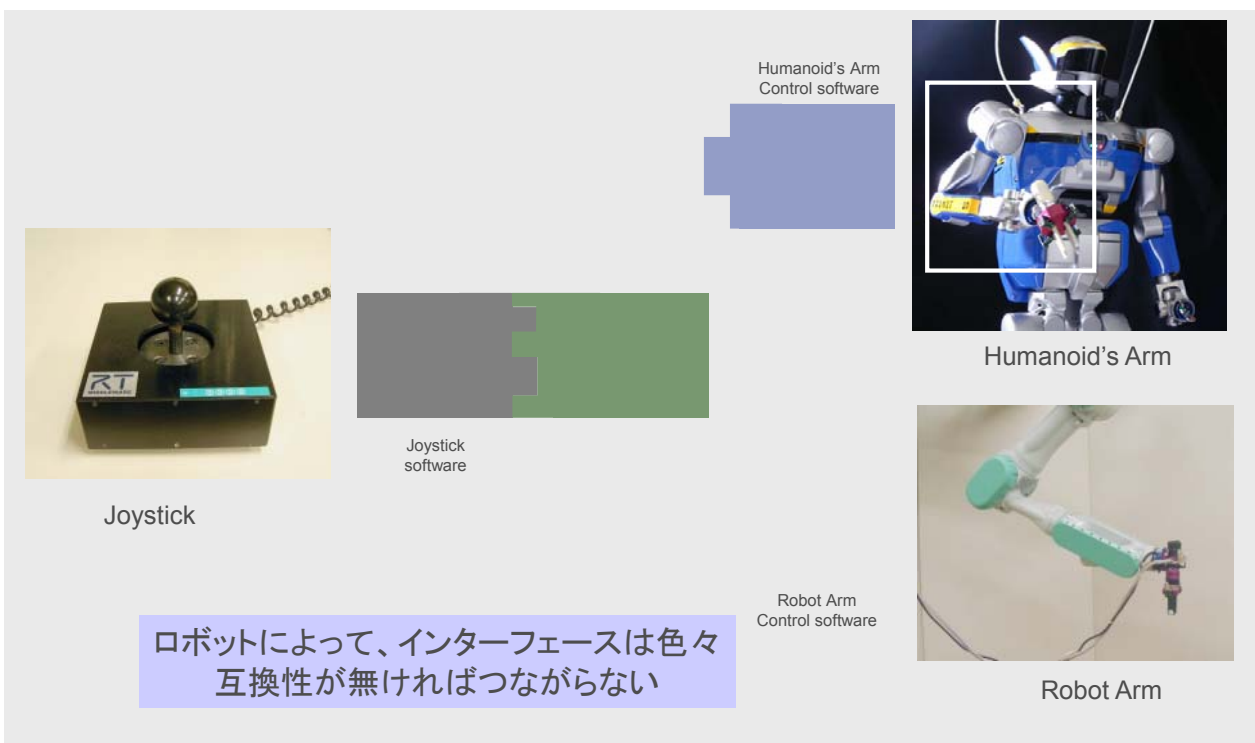 Humanoid's Arm
Control software
Humanoid's Arm
RT
Joystick
software
Joystick
Robot Arm
Control software
ロボットによって、インターフェースは色々
互換性が無ければつながらない
Robot Arm